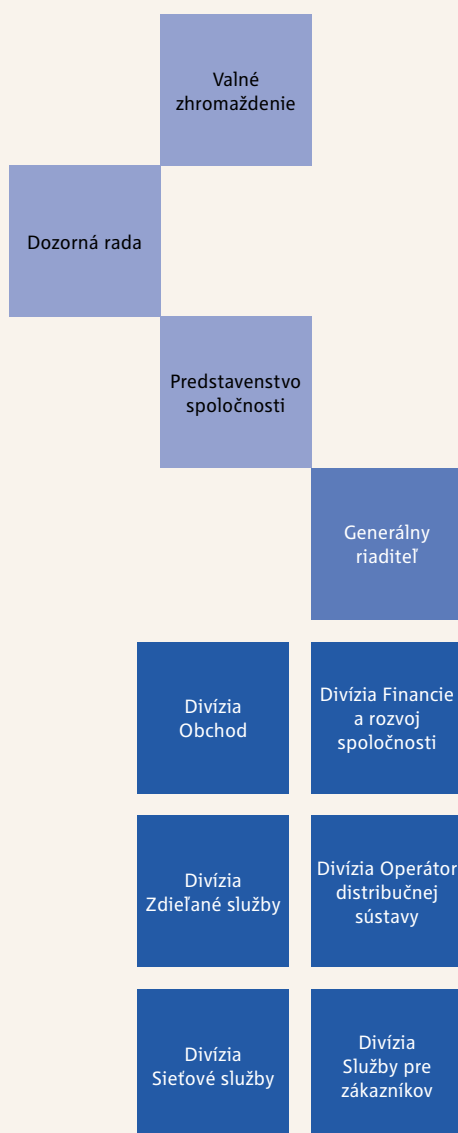 Valné
zhromaždenie
Dozorná rada
Predstavenstvo
spoločnosti
Generálny
riaditeľ
Divízia
Obchod
Divízia Financie
a rozvoj
spoločnosti
Divízia
Zdieľané služby
Divízia Operátor
distribučnej
sústavy
Divízia
Sieťové služby
Divízia
Služby pre
zákazníkov